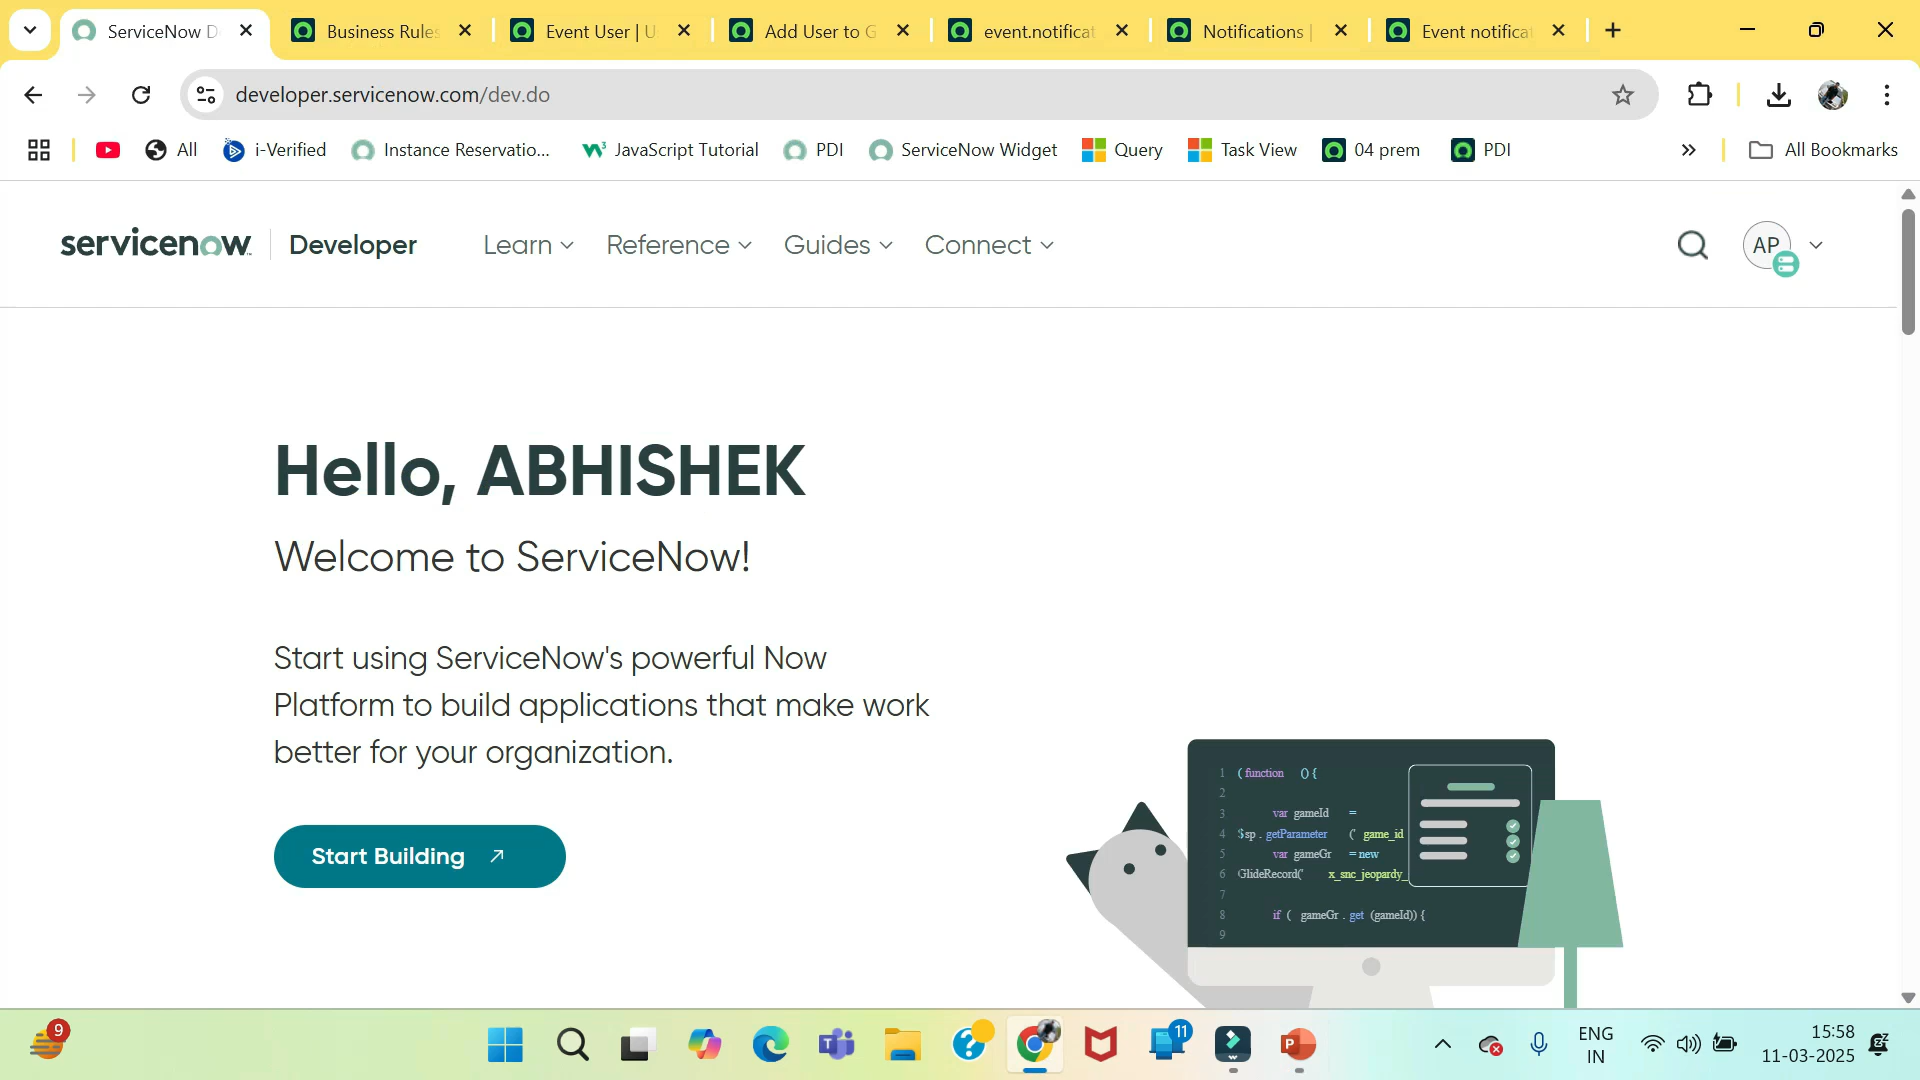 ServiceNow D
Business Rules
Event User | U
Add User to G
event.notificat
Notifications |
Event notifica
developer.servicenow.com/dev.do
All
i-Verified
Instance Reservatio...
JavaScript Tutorial
PDI
ServiceNow Widget
Query
Task View
04 prem
PDI
All Bookmarks
servicenow
Developer
Learn
Reference
Guides
Connect
AP
Hello, ABHISHEK
Welcome to ServiceNow!
Start using ServiceNow's powerful Now
Platform to build applications that make work
better for your organization.
Start Building
1 ( function () {
2
3 var gameId =
4 $sp . getParameter (' game_id
5 var gameGr = new
6 GlideRecord(' x_snc_jeopardy_
7
8 if ( gameGr . get (gameId)) {
9
9
11
ENG
IN
15:58
11-03-2025